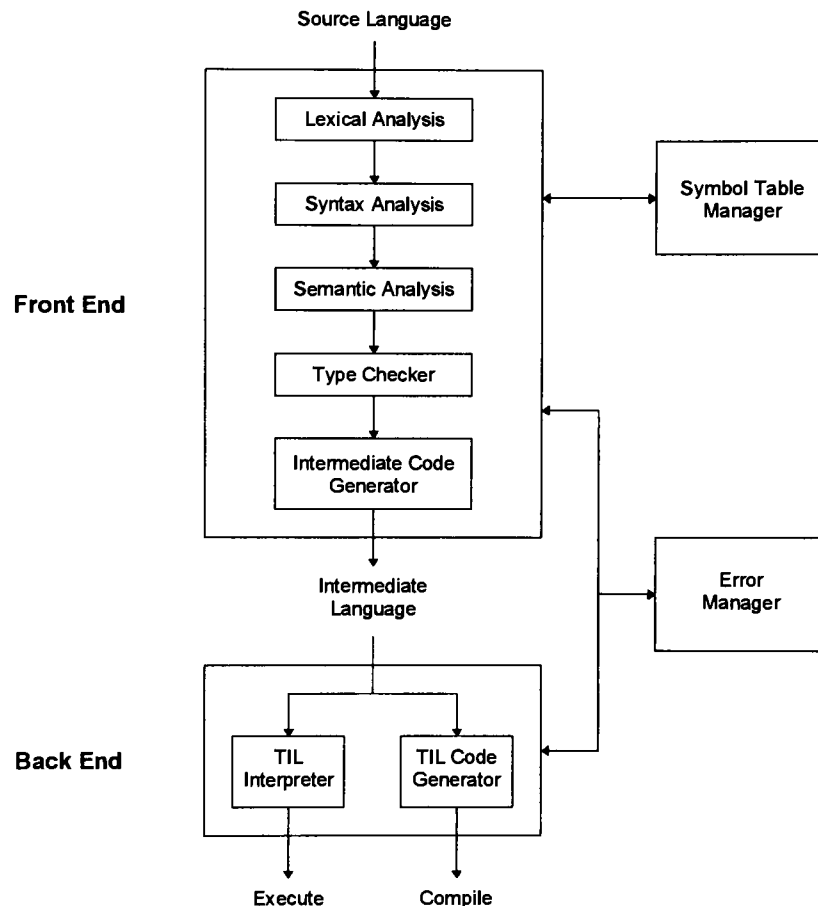 Source Language
Lexical Analysis
Syntax Analysis
Symbol Table
Manager
Semantic Analysis
Front End
Type Checker
Intermediate Code
Generator
Intermediate
Language
Error
Manager
Back End
TIL
Interpreter
TIL Code
Generator
Execute
Compile